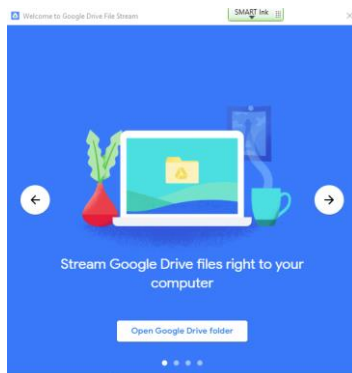 Welcome to Google Drive File Stream
SMART Ink
Stream Google Drive files right to your
computer
Open Google Drive folder